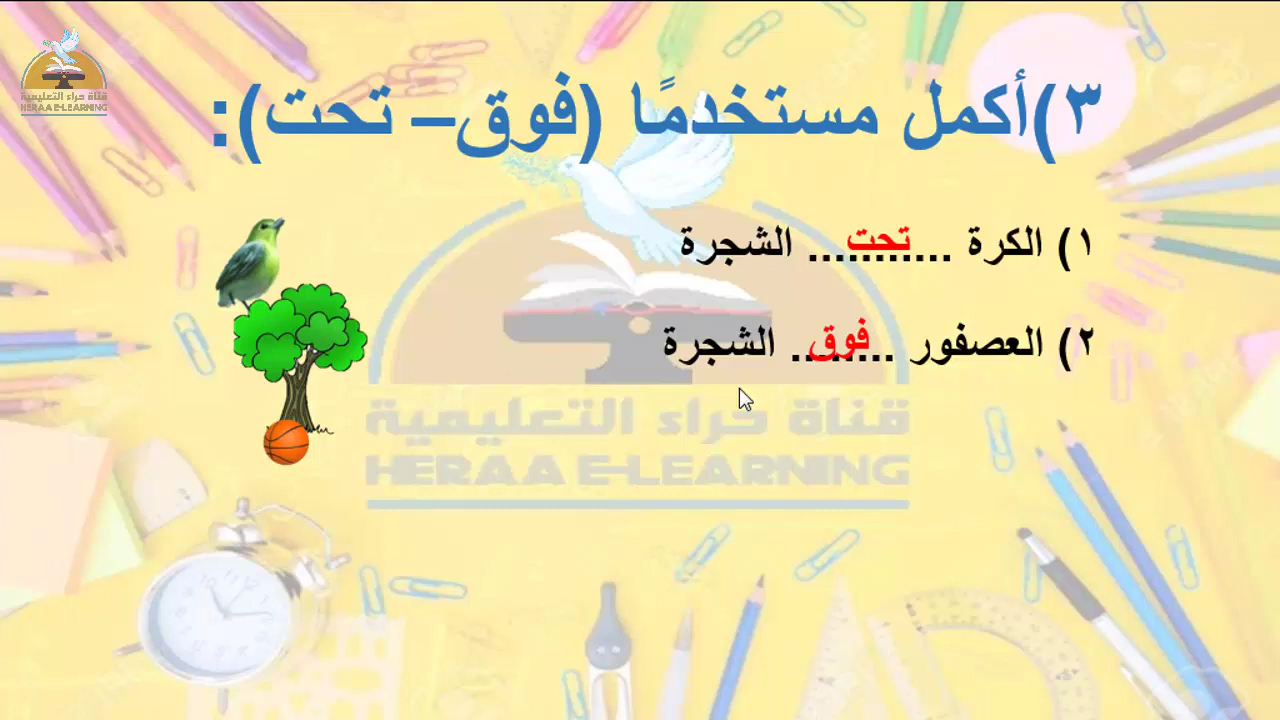 قناة حراء التعليمية
HERAA E-LEARNING
٣)أكمل مستخدمًا (فوق– تحت):
١) الكرة ...تحت.... الشجرة
٢) العصفور ..فوق.. الشجرة
قناة حراء التعليمية
HERAA E-LEARNING